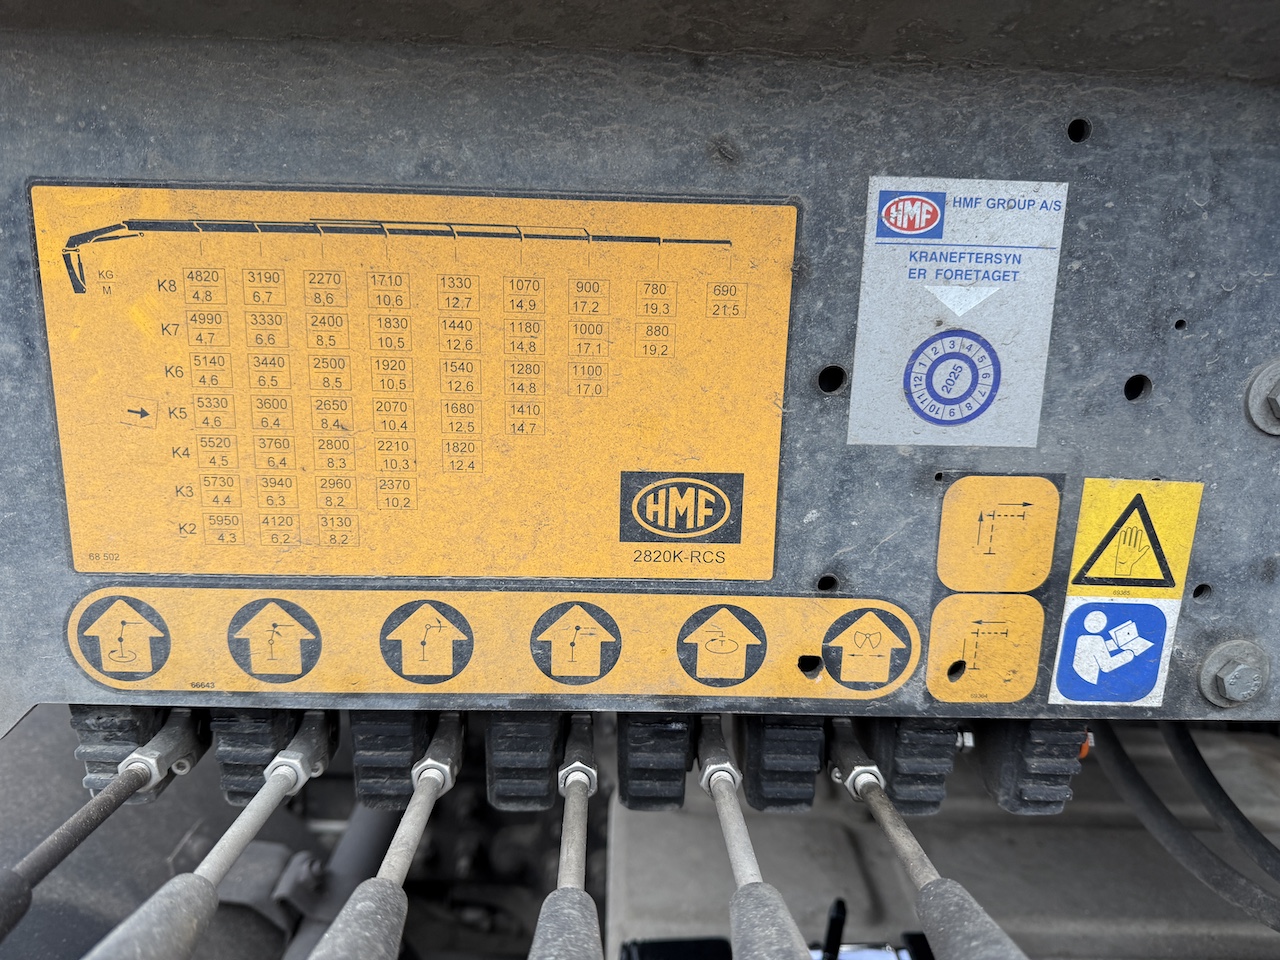 KG
M
K8 4820 3190 2270 1710 1330 1070 900 780 690
4,8 6,7 8,6 10,6 12,7 14,9 17,2 19,3 21,5
K7 4990 3330 2400 1830 1440 1180 1000 880
4,7 6,6 8,5 10,5 12,6 14,8 17,1 19,2
K6 5140 3440 2500 1920 1540 1280 1100
4,6 6,5 8,5 10,5 12,6 14,8 17,0
K5 5330 3600 2650 2070 1680 1410
4,6 6,4 8,4 10,4 12,5 14,7
K4 5520 3760 2800 2210 1820
4,5 6,4 8,3 10,3 12,4
K3 5730 3940 2960 2370
4,4 6,3 8,2 10,2
K2 5950 4120 3130
4,3 6,2 8,2
68 502
HMF
2820K-RCS
66643
HMF HMF GROUP A/S
KRANEFTERSYN
ER FORETAGET
1 2 3 4 5 6 7 8 9 10 11 12
2025
69364
69365